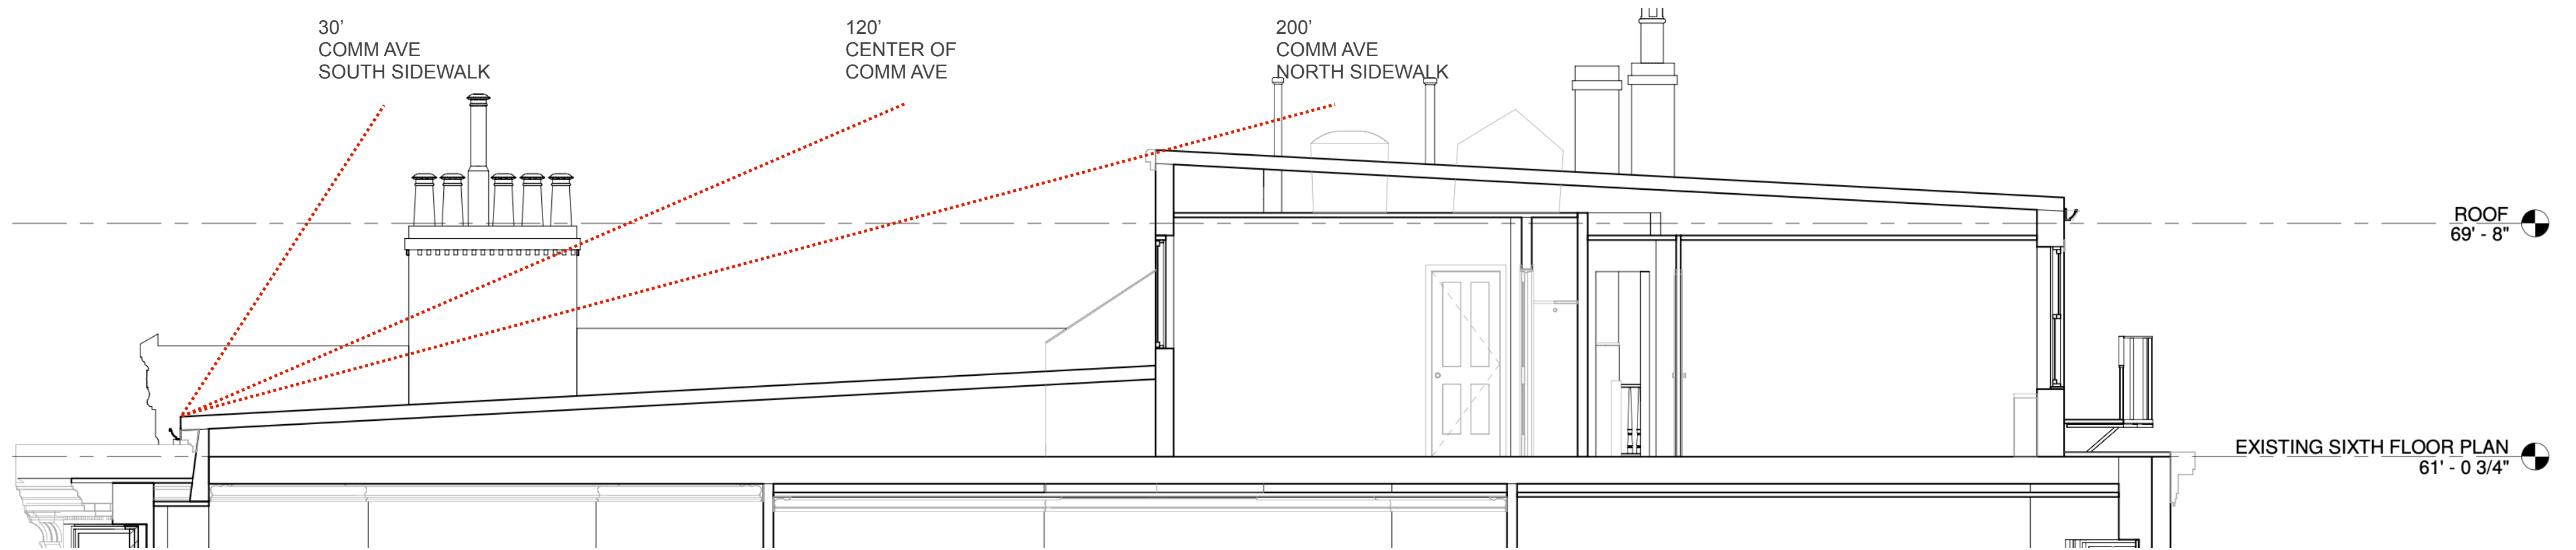 30’
COMM AVE
SOUTH SIDEWALK
120’
CENTER OF
COMM AVE
200’
COMM AVE
NORTH SIDEWALK
ROOF
69' - 8"
EXISTING SIXTH FLOOR PLAN
61' - 0 3/4"